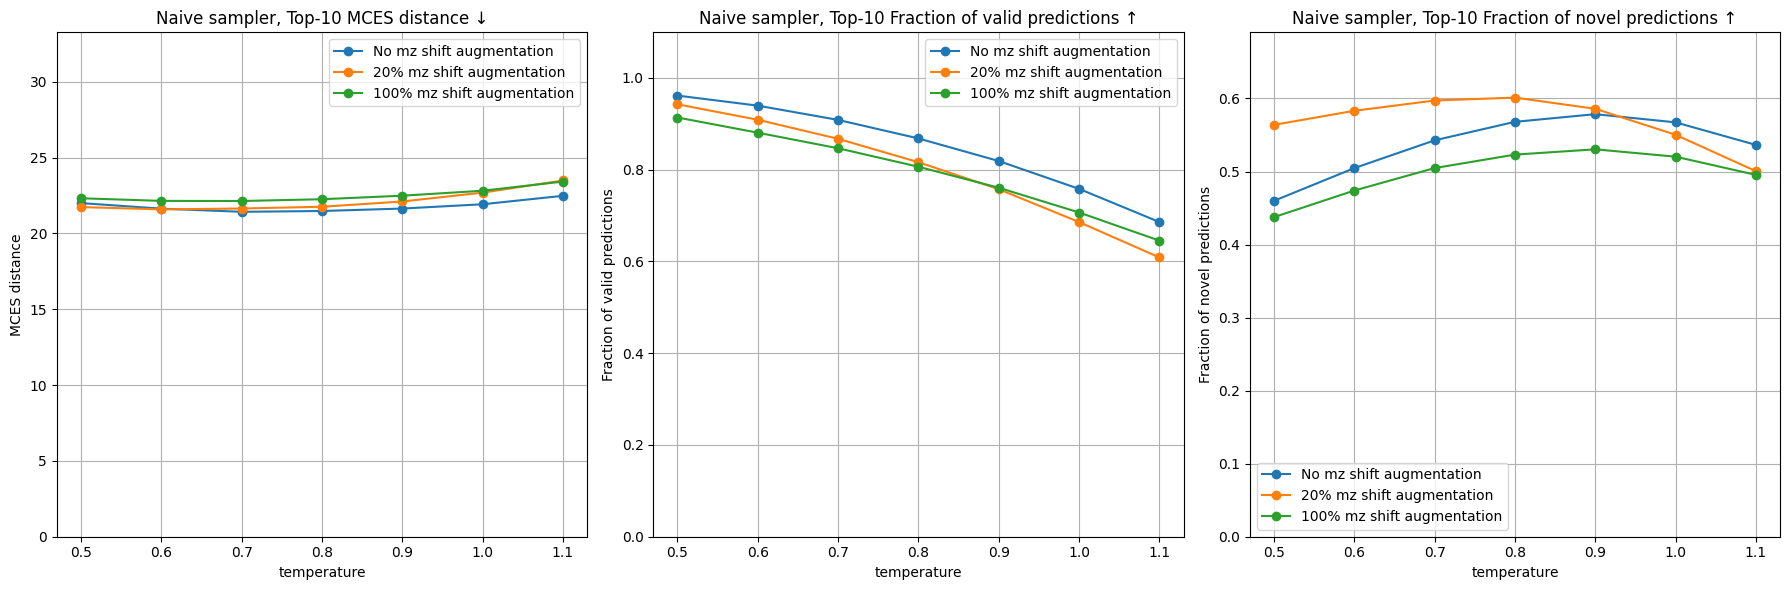 Naive sampler, Top-10 MCES distance ↓
No mz shift augmentation
20% mz shift augmentation
100% mz shift augmentation
MCES distance
30
25
20
15
10
5
0
0.5 0.6 0.7 0.8 0.9 1.0 1.1
temperature
Naive sampler, Top-10 Fraction of valid predictions ↑
No mz shift augmentation
20% mz shift augmentation
100% mz shift augmentation
Fraction of valid predictions
1.0
0.8
0.6
0.4
0.2
0.0
0.5 0.6 0.7 0.8 0.9 1.0 1.1
temperature
Naive sampler, Top-10 Fraction of novel predictions ↑
Fraction of novel predictions
0.6
0.5
0.4
0.3
0.2
0.1
0.0
No mz shift augmentation
20% mz shift augmentation
100% mz shift augmentation
0.5 0.6 0.7 0.8 0.9 1.0 1.1
temperature